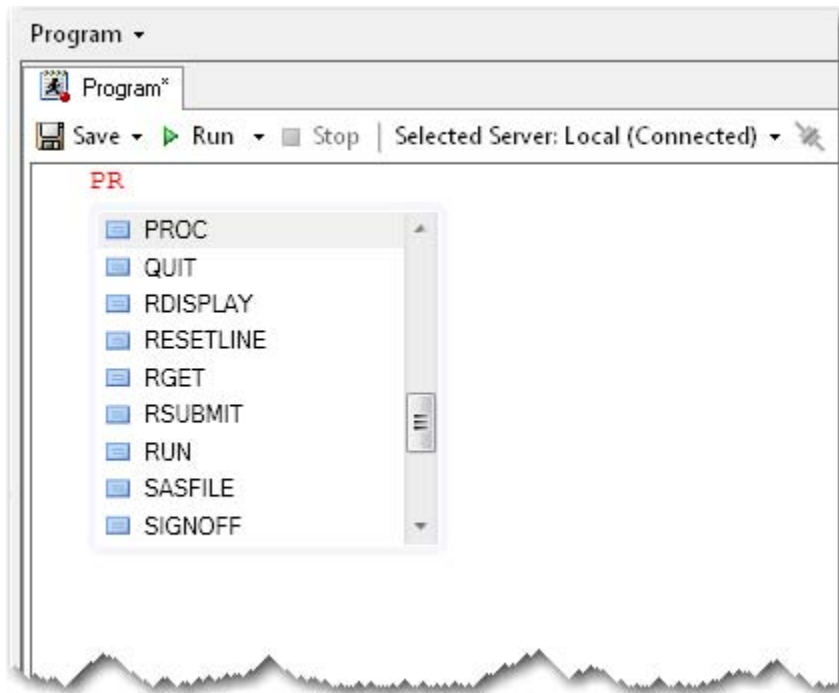 Program
Program*
Save Run Stop | Selected Server: Local (Connected)
PR
PROC
QUIT
RDISPLAY
RESETLINE
RGET
RSUBMIT
RUN
SASFILE
SIGNOFF